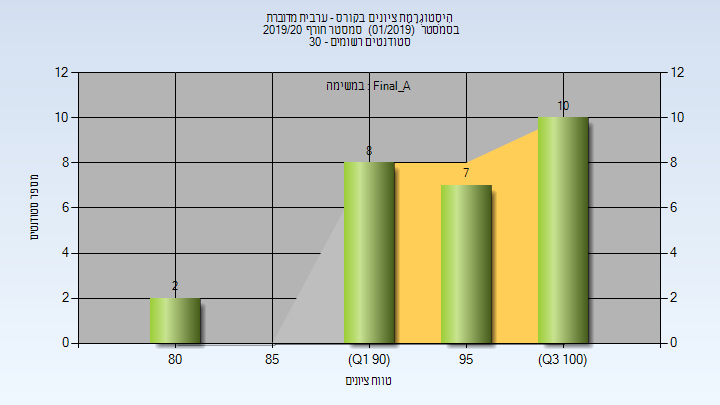 היסטוגרמת ציונים בקורס - ערבית מדוברת
בסמסטר (01/2019) סמסטר חורף 2019/20
סטודנטים רשומים - 30
במשימה : Final_A
12 12
10 10 10
8 8 8
7
6 6
4 4
2 2 2
0 0
80 85 (Q1 90) 95 (Q3 100)
מספר סטודנטים
טווח ציונים